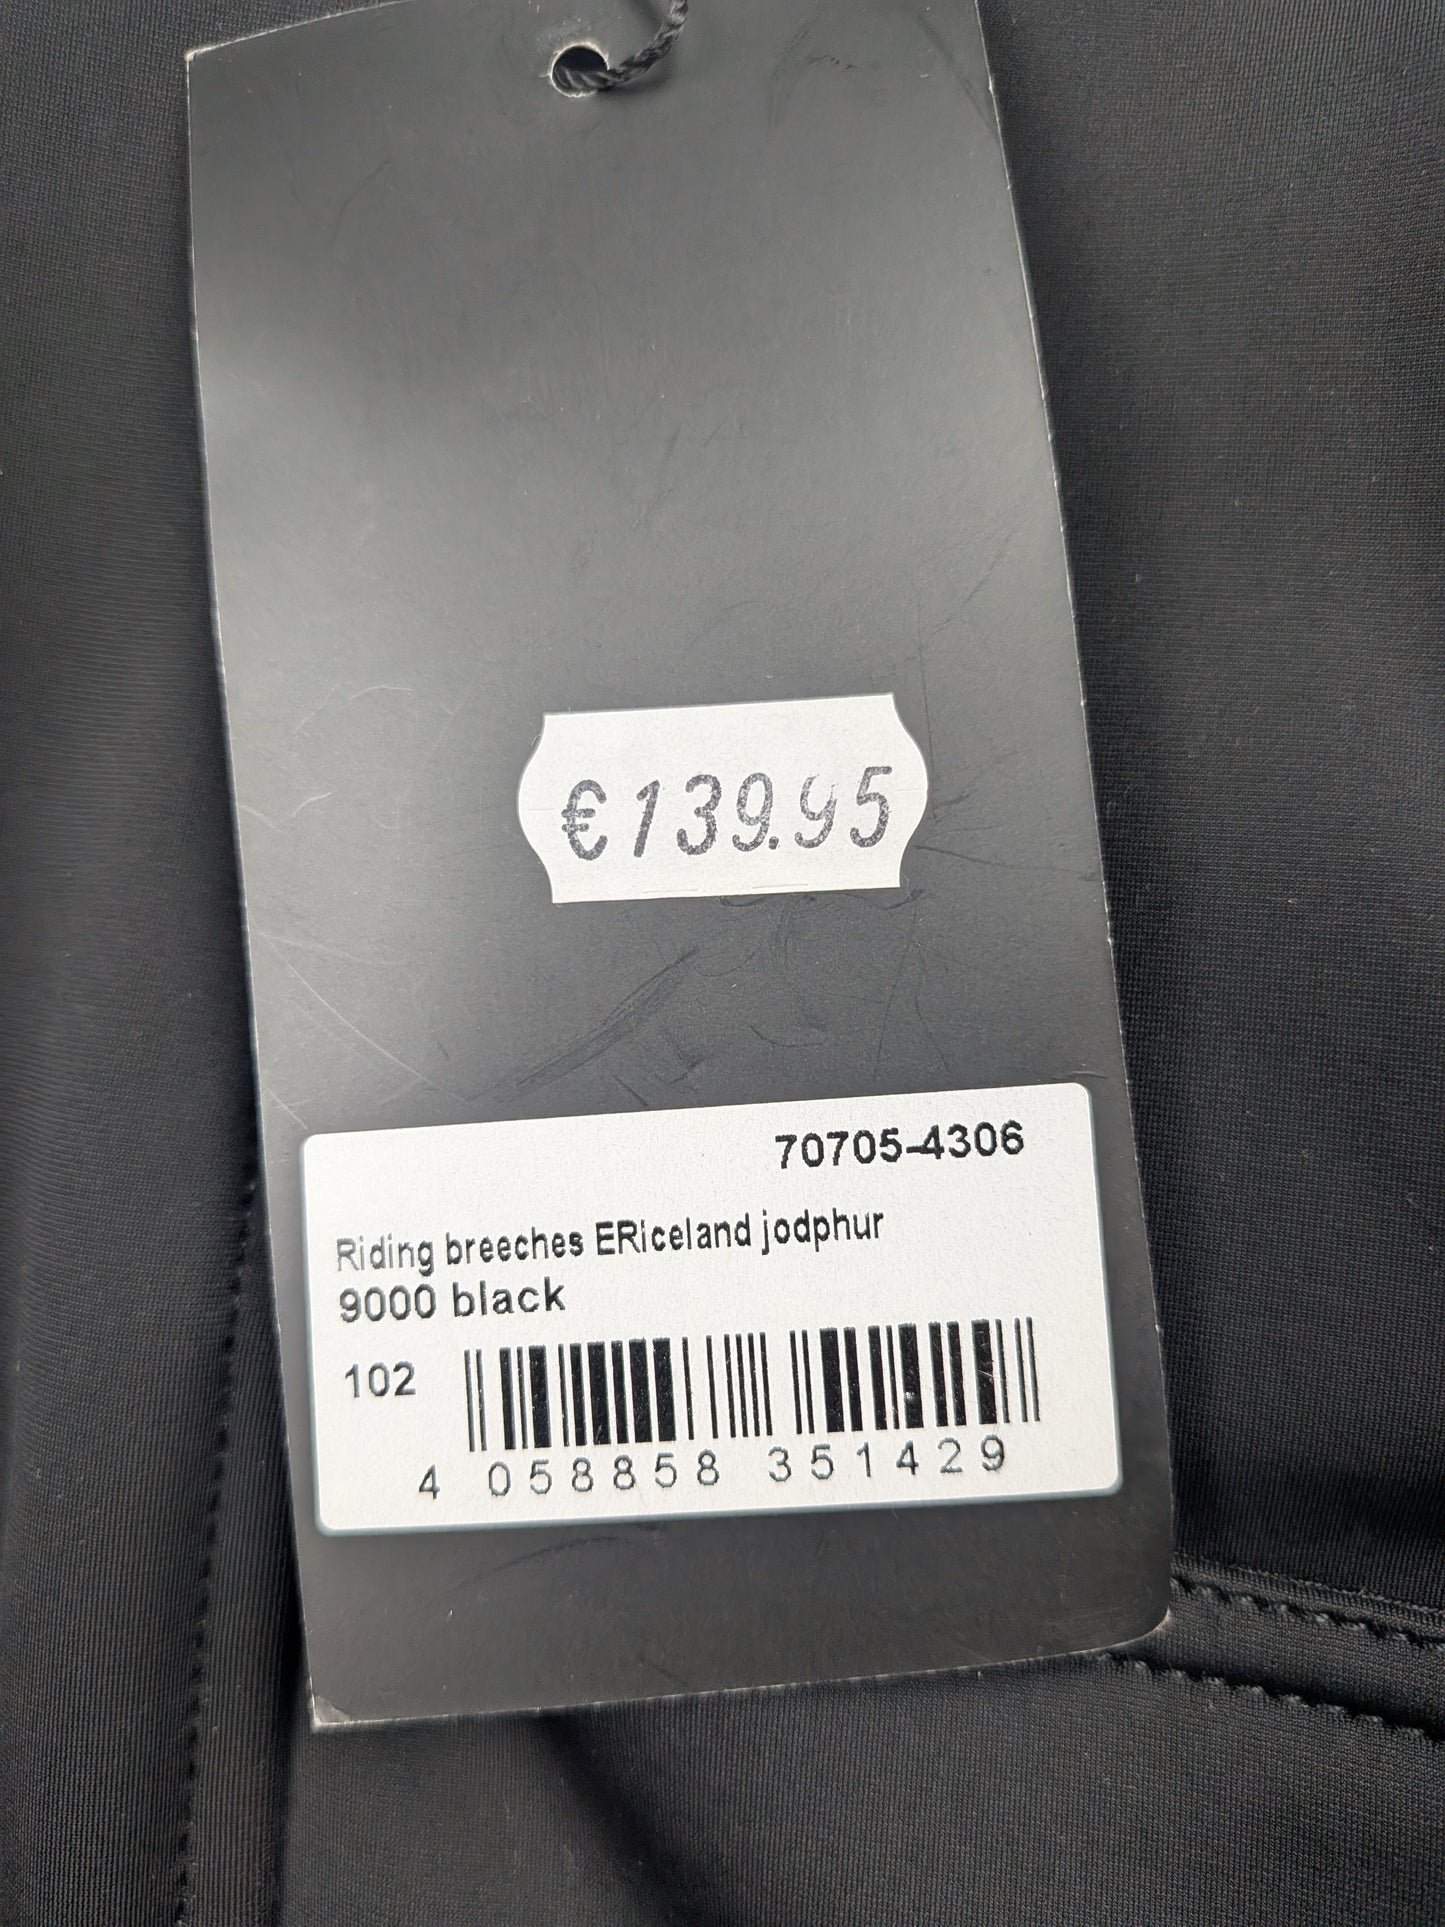 €139.95
70705-4306
Riding breeches ERiceland jodphur
9000 black
102
4 058858 351429